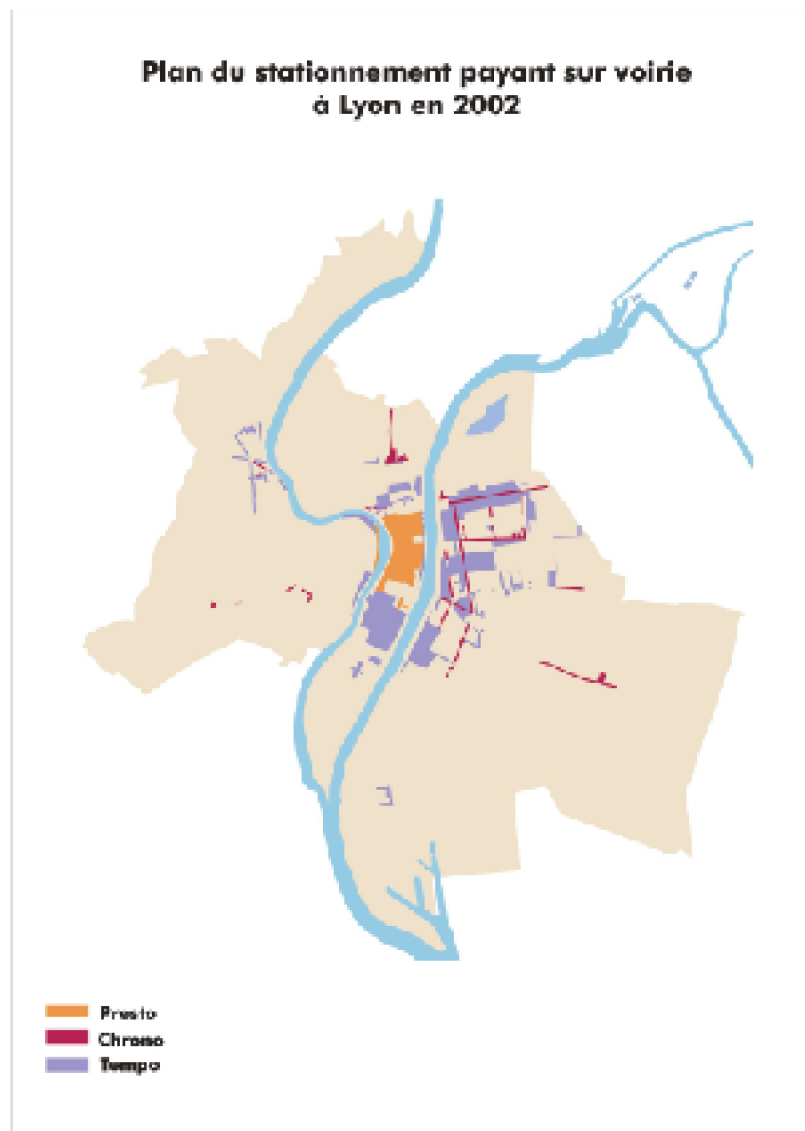 Plan du stationnement payant sur voirie
à Lyon en 2002
Presto
Chrono
Tempo